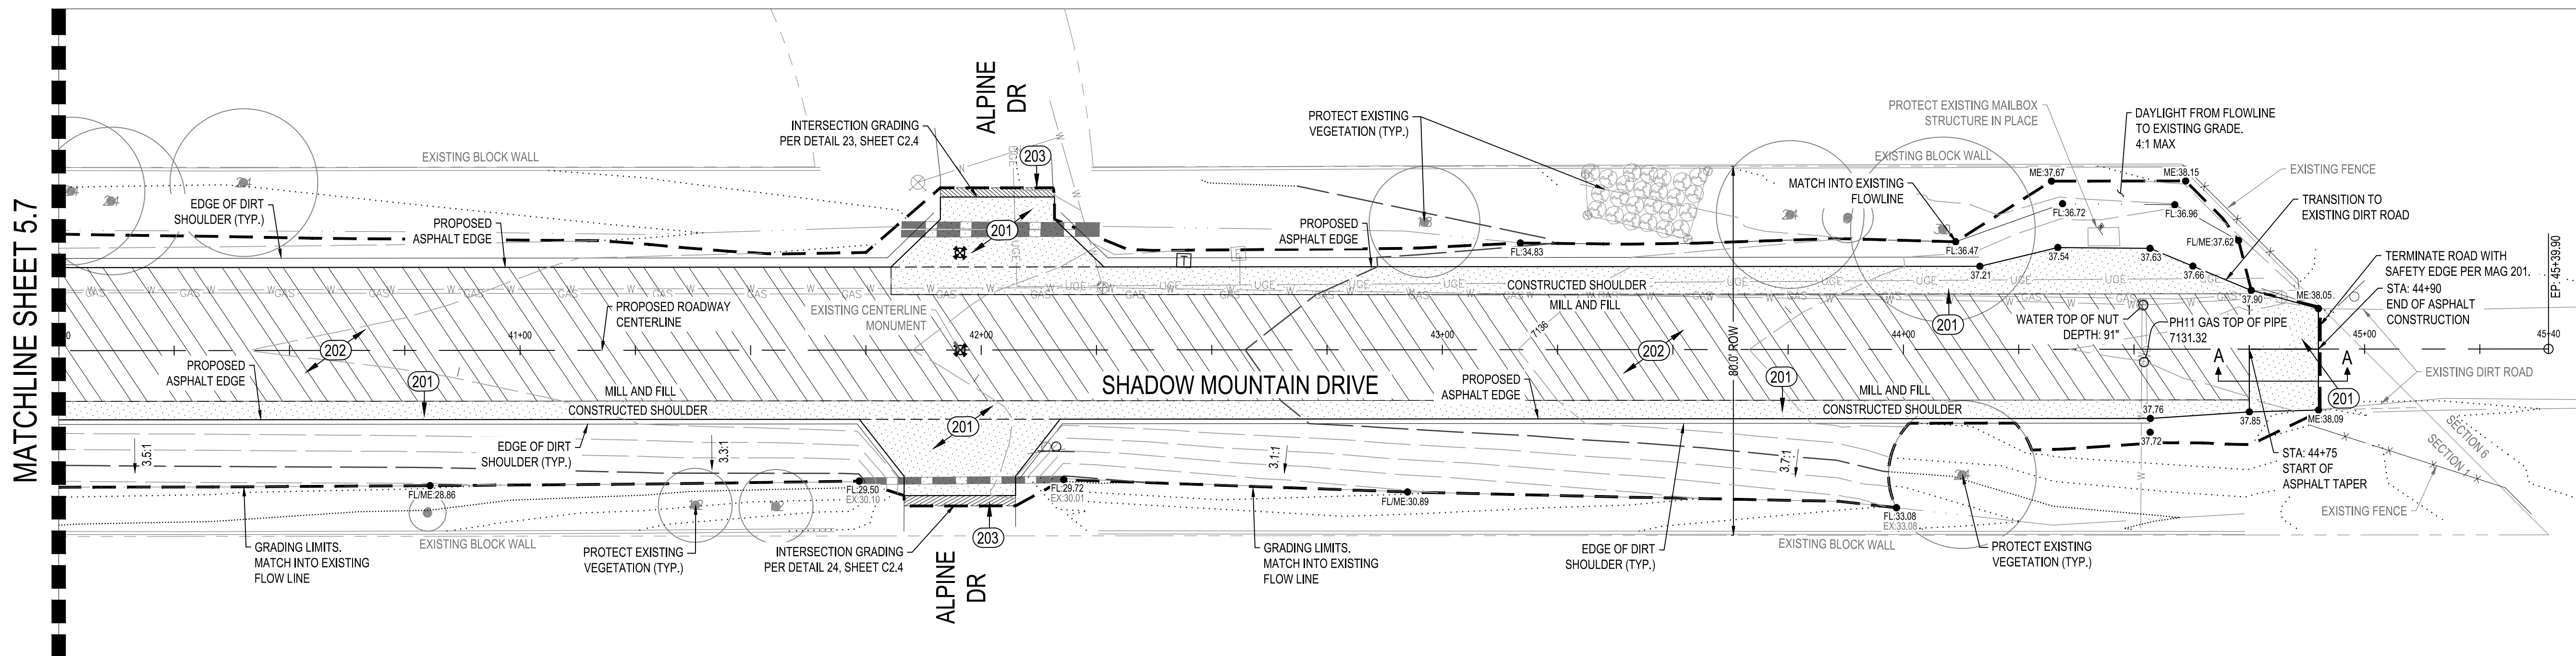 MATCHLINE SHEET 5.7
EXISTING BLOCK WALL
24
24
24
EDGE OF DIRT
SHOULDER (TYP.)
PROPOSED
ASPHALT EDGE
INTERSECTION GRADING
PER DETAIL 23, SHEET C2.4
ALPINE
DR
203
201
UGE
W
PROTECT EXISTING
VEGETATION (TYP.)
PROPOSED
ASPHALT EDGE
T
FL:34.83
18
24
MATCH INTO EXISTING
FLOWLINE
FL:36.47
EXISTING BLOCK WALL
PROTECT EXISTING MAILBOX
STRUCTURE IN PLACE
DAYLIGHT FROM FLOWLINE
TO EXISTING GRADE.
4:1 MAX
ME:37.67
ME:38.15
FL:36.72
FL:36.96
FL/ME:37.62
EXISTING FENCE
TRANSITION TO
EXISTING DIRT ROAD
37.21
37.54
37.63
37.66
37.90
ME:38.05
TERMINATE ROAD WITH
SAFETY EDGE PER MAG 201.
STA: 44+90
END OF ASPHALT
CONSTRUCTION
EP: 45+39.90
GAS
W
UGE
CONSTRUCTED SHOULDER
MILL AND FILL
PROPOSED ROADWAY
CENTERLINE
EXISTING CENTERLINE
MONUMENT
41+00
42+00
43+00
44+00
45+00
45+40
7136
80.0' ROW
201
202
202
WATER TOP OF NUT
DEPTH: 91"
PH11 GAS TOP OF PIPE
7131.32
A
A
EXISTING DIRT ROAD
201
PROPOSED
ASPHALT EDGE
201
MILL AND FILL
CONSTRUCTED SHOULDER
SHADOW MOUNTAIN DRIVE
PROPOSED
ASPHALT EDGE
201
MILL AND FILL
CONSTRUCTED SHOULDER
37.76
37.72
37.85
ME:38.09
SECTION 6
SECTION 1
STA: 44+75
START OF
ASPHALT TAPER
EXISTING FENCE
3.5:1
3.3:1
3.1:1
3.7:1
EDGE OF DIRT
SHOULDER (TYP.)
201
FL/ME:28.86
FL:29.50
EX:30.10
FL:29.72
EX:30.01
FL/ME:30.89
FL:33.08
EX:33.08
24
12
203
GRADING LIMITS.
MATCH INTO EXISTING
FLOW LINE
EXISTING BLOCK WALL
PROTECT EXISTING
VEGETATION (TYP.)
INTERSECTION GRADING
PER DETAIL 24, SHEET C2.4
ALPINE
DR
GRADING LIMITS.
MATCH INTO EXISTING
FLOW LINE
EDGE OF DIRT
SHOULDER (TYP.)
EXISTING BLOCK WALL
PROTECT EXISTING
VEGETATION (TYP.)